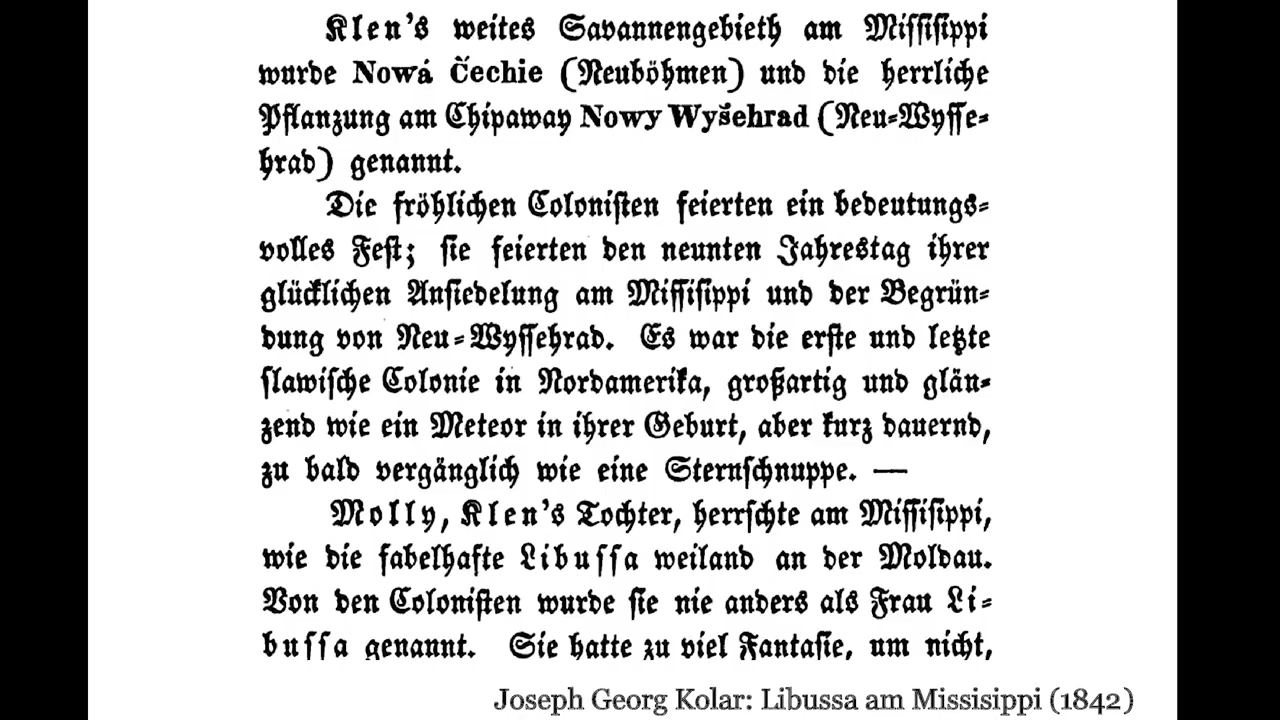 Klen's weites Savannengebieth am Missisippi
wurde Nowá Čechie (Neuböhmen) und die herrliche
Pflanzung am Chipaway Nowy Wyšehrad (Neu-Wysse-
hrad) genannt.
Die fröhlichen Colonisten feierten ein bedeutungs-
volles Fest; sie feierten den neunten Jahrestag ihrer
glücklichen Ansiedelung am Missisippi und der Begrün-
dung von Neu-Wyssehrad. Es war die erste und letzte
slawische Colonie in Nordamerika, großartig und glän-
zend wie ein Meteor in ihrer Geburt, aber kurz dauernd,
zu bald vergänglich wie eine Sternschnuppe. —
Molly, Klen's Tochter, herrschte am Missisippi,
wie die fabelhafte Libussa weiland an der Moldau.
Von den Colonisten wurde sie nie anders als Frau Li-
bussa genannt. Sie hatte zu viel Fantasie, um nicht,
Joseph Georg Kolar: Libussa am Missisippi (1842)